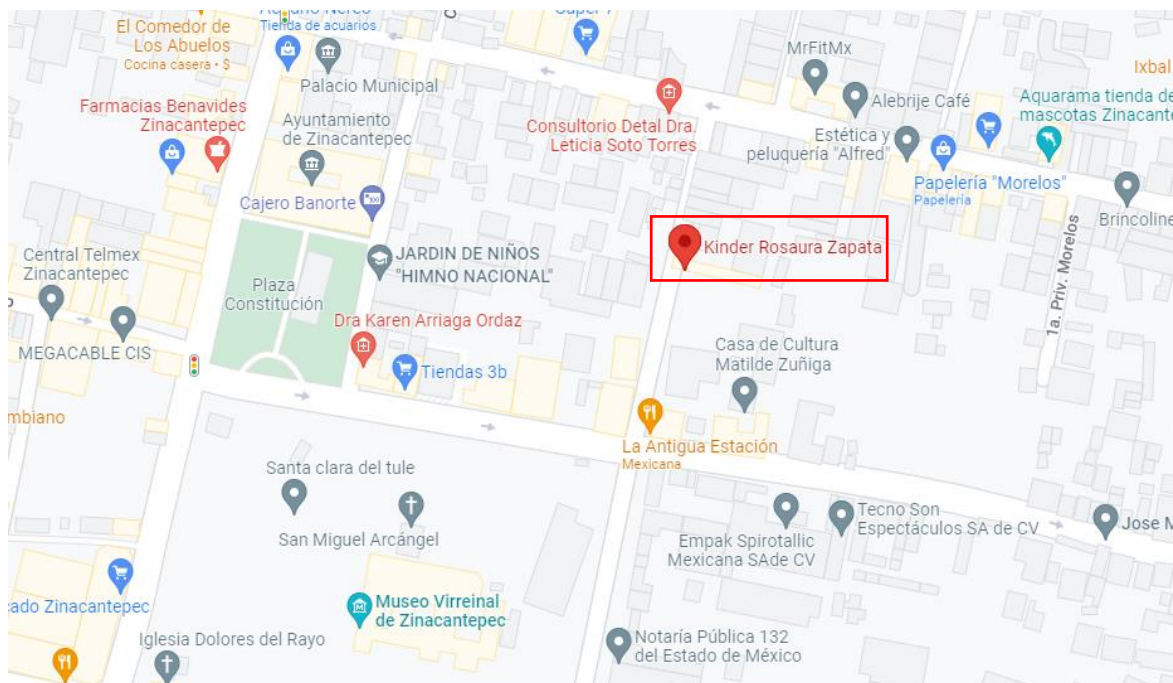 El Comedor de
Los Abuelos
Cocina casera • $
Tienda de acuarios
Palacio Municipal
MrFitMx
Ixbal
Farmacias Benavides
Zinacantepec
Ayuntamiento
de Zinacantepec
Consultorio Detal Dra.
Leticia Soto Torres
Alebrije Café
Aquarama tienda de
mascotas Zinacante
Estética y
peluquería "Alfred"
Papelería "Morelos"
Papelería
Cajero Banorte
Brincoline
Central Telmex
Zinacantepec
JARDIN DE NIÑOS
"HIMNO NACIONAL"
Kinder Rosaura Zapata
1a. Priv. Morelos
Plaza
Constitución
Dra Karen Arriaga Ordaz
MEGACABLE CIS
Casa de Cultura
Matilde Zuñiga
Tiendas 3b
mbiano
La Antigua Estación
Mexicana
Santa clara del tule
San Miguel Arcángel
Tecno Son
Espectáculos SA de CV
Jose M
Empak Spirotallic
Mexicana SAde CV
Museo Virreinal
de Zinacantepec
cado Zinacantepec
Iglesia Dolores del Rayo
Notaría Pública 132
del Estado de México